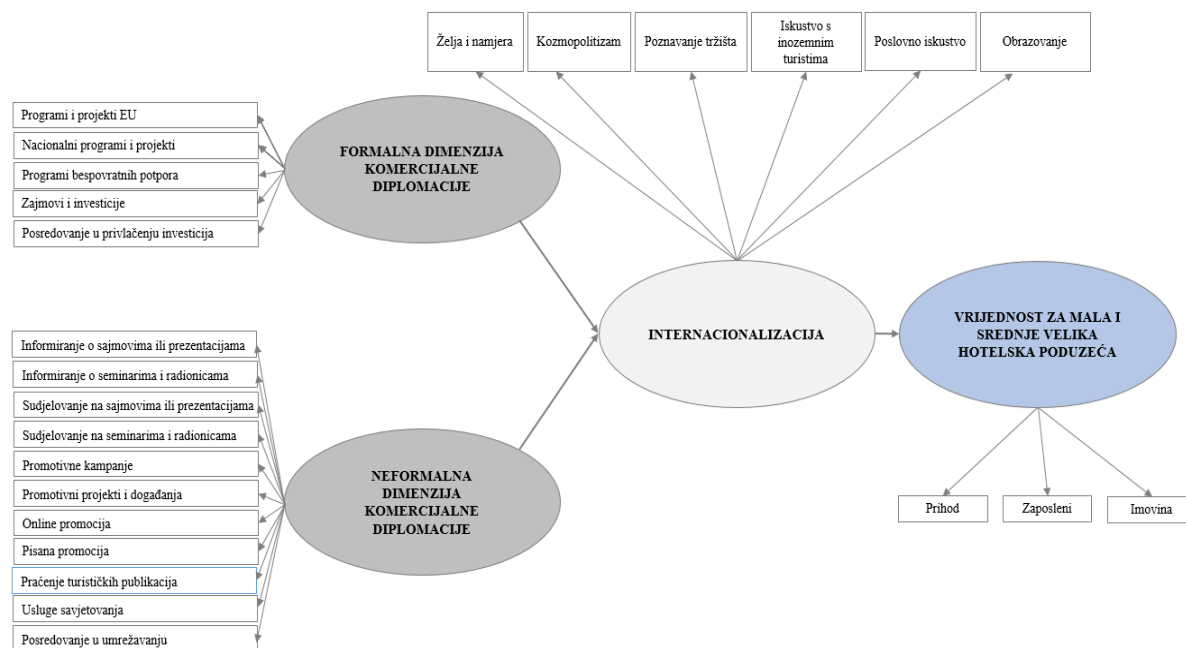 Želja i namjera
Kozmopolitizam
Poznavanje tržišta
Iskustvo s
inozemnim
turistima
Poslovno iskustvo
Obrazovanje
Programi i projekti EU
Nacionalni programi i projekti
Programi bespovratnih potpora
Zajmovi i investicije
Posredovanje u privlačenju investicija
FORMALNA DIMENZIJA
KOMERCIJALNE
DIPLOMACIJE
Informiranje o sajmovima ili prezentacijama
Informiranje o seminarima i radionicama
Sudjelovanje na sajmovima ili prezentacijama
Sudjelovanje na seminarima i radionicama
Promotivne kampanje
Promotivni projekti i događanja
Online promocija
Pisana promocija
Praćenje turističkih publikacija
Usluge savjetovanja
Posredovanje u umrežavanju
NEFORMALNA
DIMENZIJA
KOMERCIJALNE
DIPLOMACIJE
INTERNACIONALIZACIJA
VRIJEDNOST ZA MALA I
SREDNJE VELIKA
HOTELSKA PODUZEĆA
Prihod
Zaposleni
Imovina